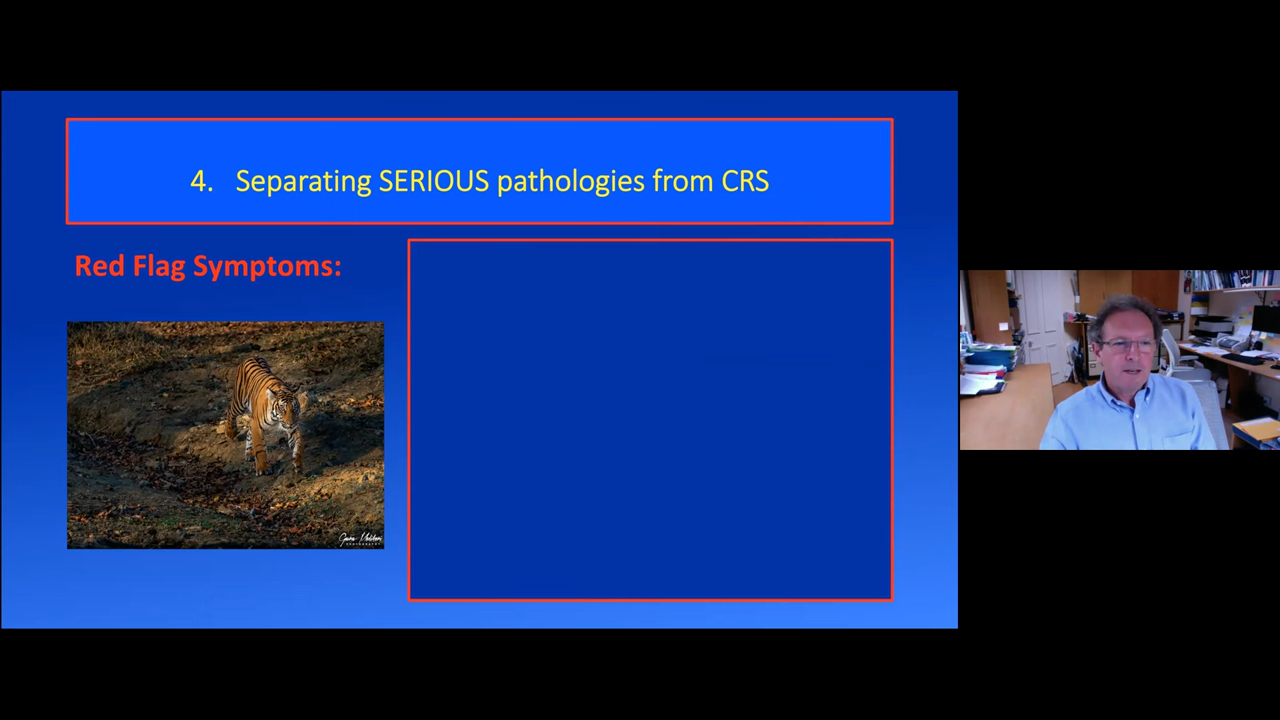 4. Separating SERIOUS pathologies from CRS
Red Flag Symptoms: